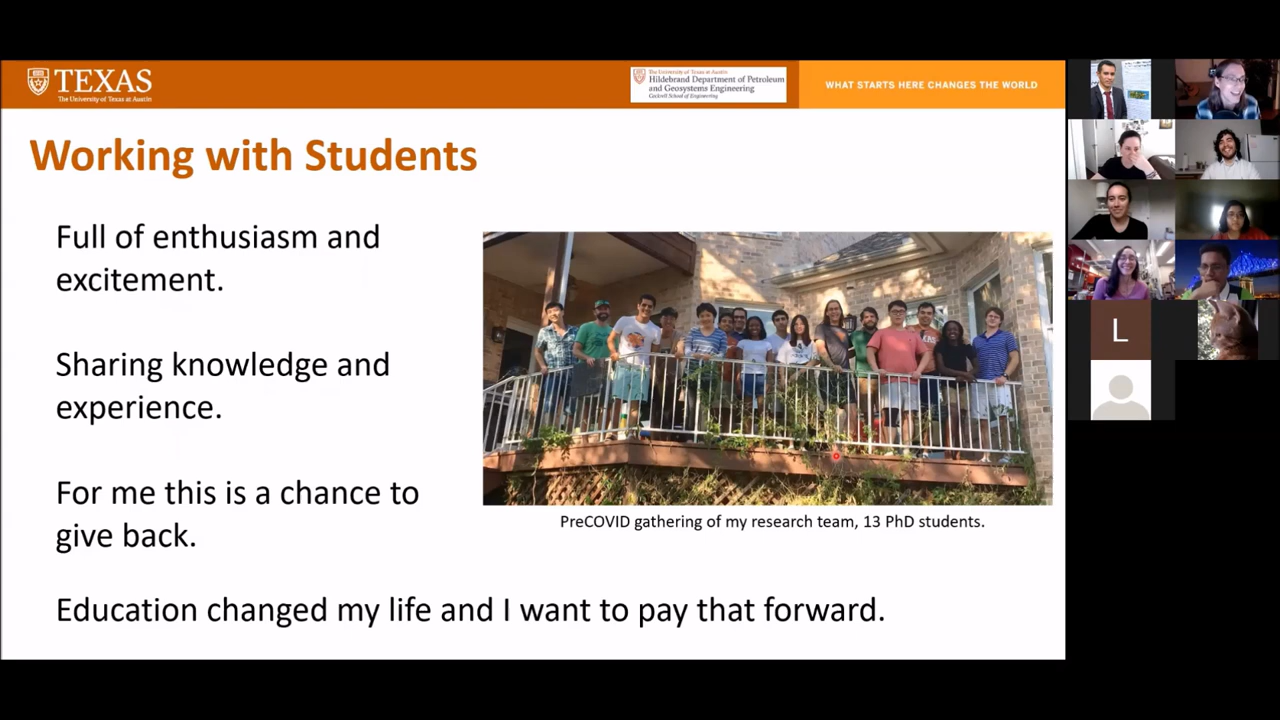 TEXAS
The University of Texas at Austin
The University of Texas at Austin
Hildebrand Department of Petroleum
and Geosystems Engineering
Cockrell School of Engineering
WHAT STARTS HERE CHANGES THE WORLD
Working with Students
Full of enthusiasm and
excitement.
Sharing knowledge and
experience.
For me this is a chance to
give back.
PreCOVID gathering of my research team, 13 PhD students.
Education changed my life and I want to pay that forward.
L